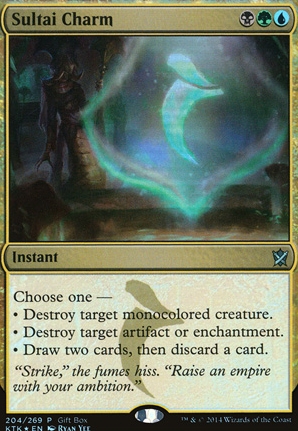 Sultai Charm
Instant
Choose one —
• Destroy target monocolored creature.
• Destroy target artifact or enchantment.
• Draw two cards, then discard a card.
“Strike,” the fumes hiss. “Raise an empire
with your ambition.”
204/269 P Gift Box
KTK ★ EN Ryan Yee
™ & © 2014 Wizards of the Coast